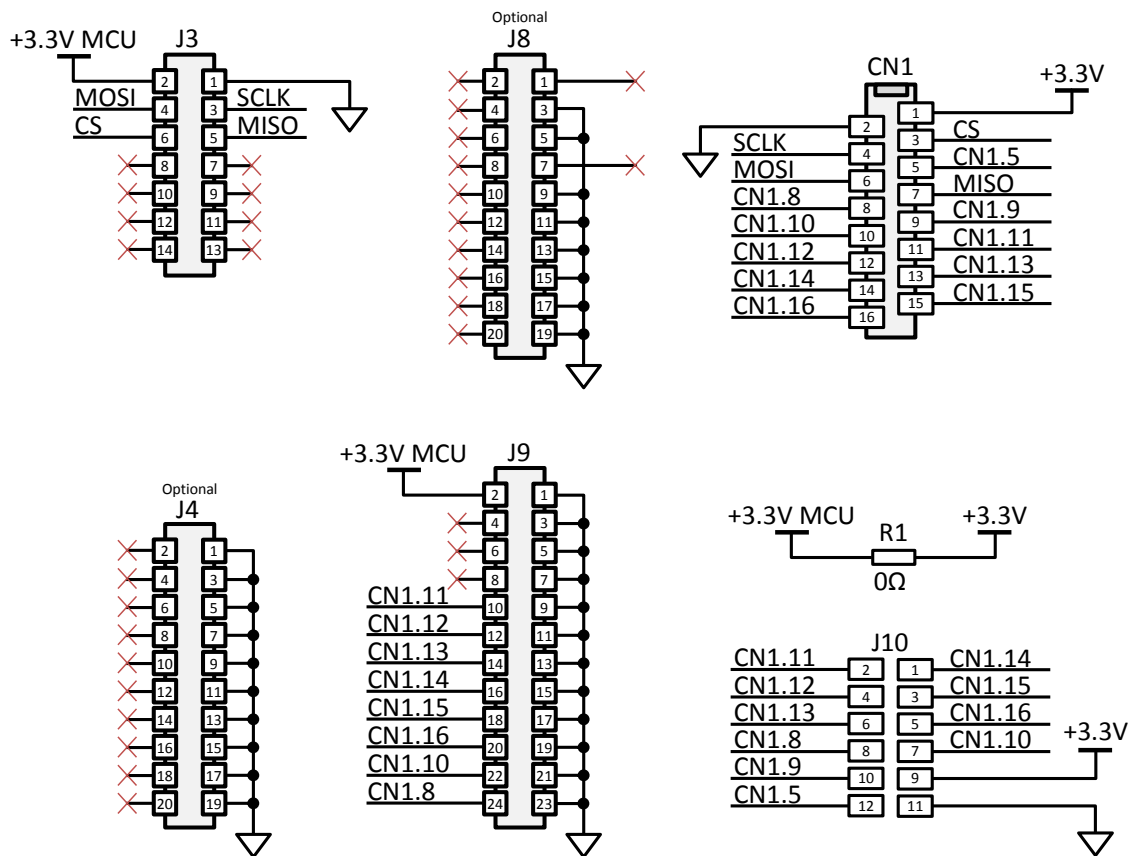 +3.3V MCU
J3
2 1
MOSI 4 3 SCLK
CS 6 5 MISO
8 7
10 9
12 11
14 13
Optional
J8
2 1
4 3
6 5
8 7
10 9
12 11
14 13
16 15
18 17
20 19
CN1
+3.3V
1
2
3 CS
SCLK 4
5 CN1.5
MOSI 6
7 MISO
CN1.8 8
9 CN1.9
CN1.10 10
11 CN1.11
CN1.12 12
13 CN1.13
CN1.14 14
15 CN1.15
CN1.16 16
Optional
J4
2 1
4 3
6 5
8 7
10 9
12 11
14 13
16 15
18 17
20 19
+3.3V MCU
J9
2 1
4 3
6 5
8 7
CN1.11 10 9
CN1.12 12 11
CN1.13 14 13
CN1.14 16 15
CN1.15 18 17
CN1.16 20 19
CN1.10 22 21
CN1.8 24 23
+3.3V MCU
R1
+3.3V
0Ω
J10
CN1.11 2 1 CN1.14
CN1.12 4 3 CN1.15
CN1.13 6 5 CN1.16
CN1.8 8 7 CN1.10
+3.3V
CN1.9 10 9
CN1.5 12 11